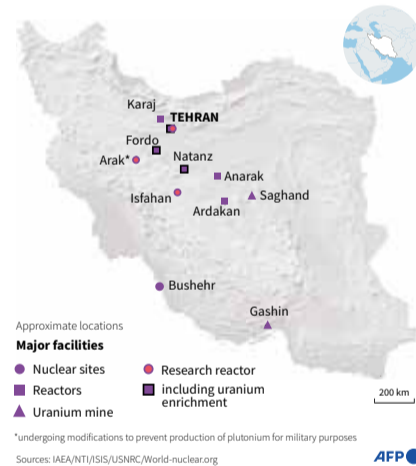 Karaj
TEHRAN
Fordo
Natanz
Arak*
Anarak
Isfahan
Saghand
Ardakan
Bushehr
Gashin
Approximate locations
Major facilities
Nuclear sites
Research reactor
Reactors
including uranium
enrichment
Uranium mine
200 km
*undergoing modifications to prevent production of plutonium for military purposes
Sources: IAEA/NTI/ISIS/USNRC/World-nuclear.org
AFP